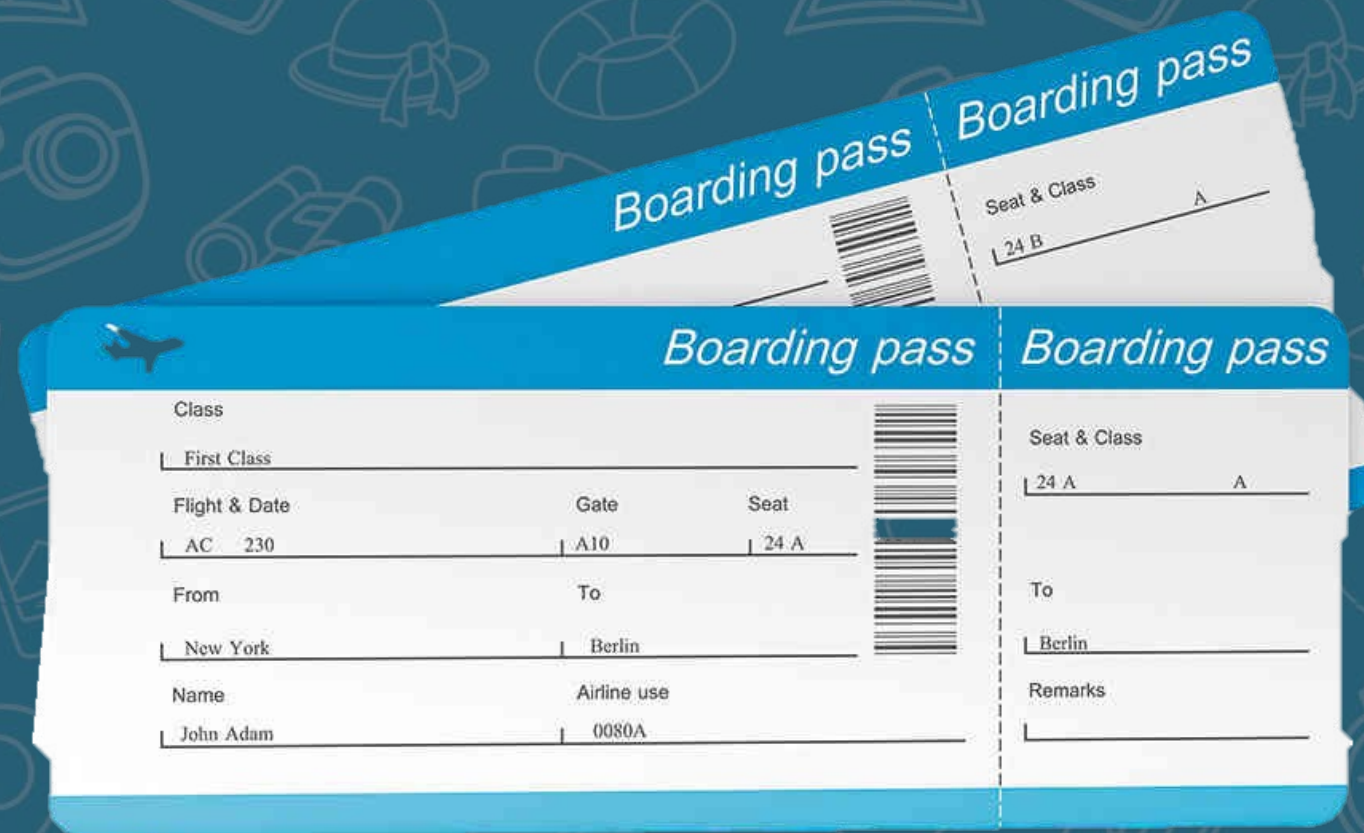 Boarding pass
Boarding pass
Seat & Class
24 B A
Boarding pass
Boarding pass
Class
First Class
Flight & Date Gate Seat
AC 230 A10 24 A
From To
New York Berlin
Name Airline use
John Adam 0080A
Seat & Class
24 A A
To
Berlin
Remarks